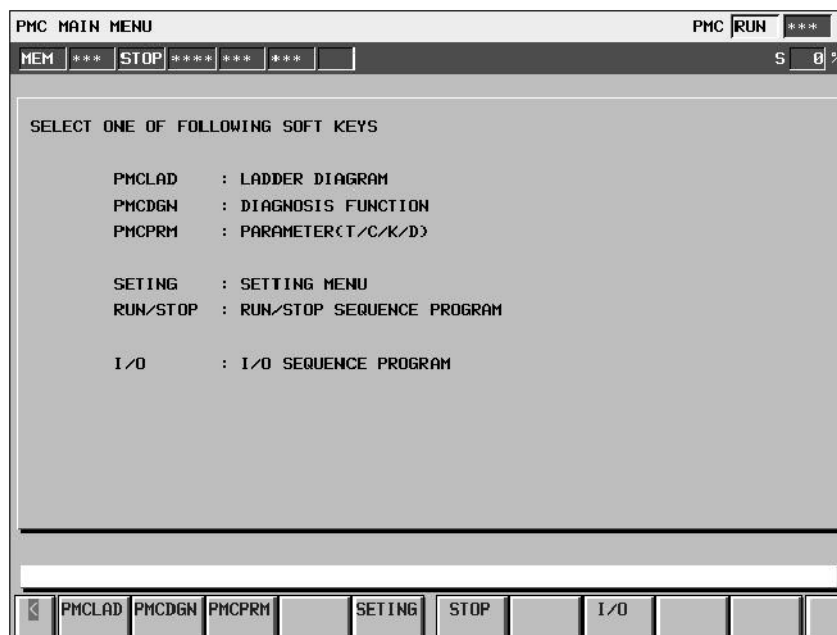 PMC MAIN MENU PMC RUN ***
MEM *** STOP **** *** *** S 0 %
SELECT ONE OF FOLLOWING SOFT KEYS
PMCLAD : LADDER DIAGRAM
PMCDGN : DIAGNOSIS FUNCTION
PMCPRM : PARAMETER(T/C/K/D)
SETING : SETTING MENU
RUN/STOP : RUN/STOP SEQUENCE PROGRAM
I/O : I/O SEQUENCE PROGRAM
< PMCLAD PMCDGN PMCPRM SETING STOP I/O